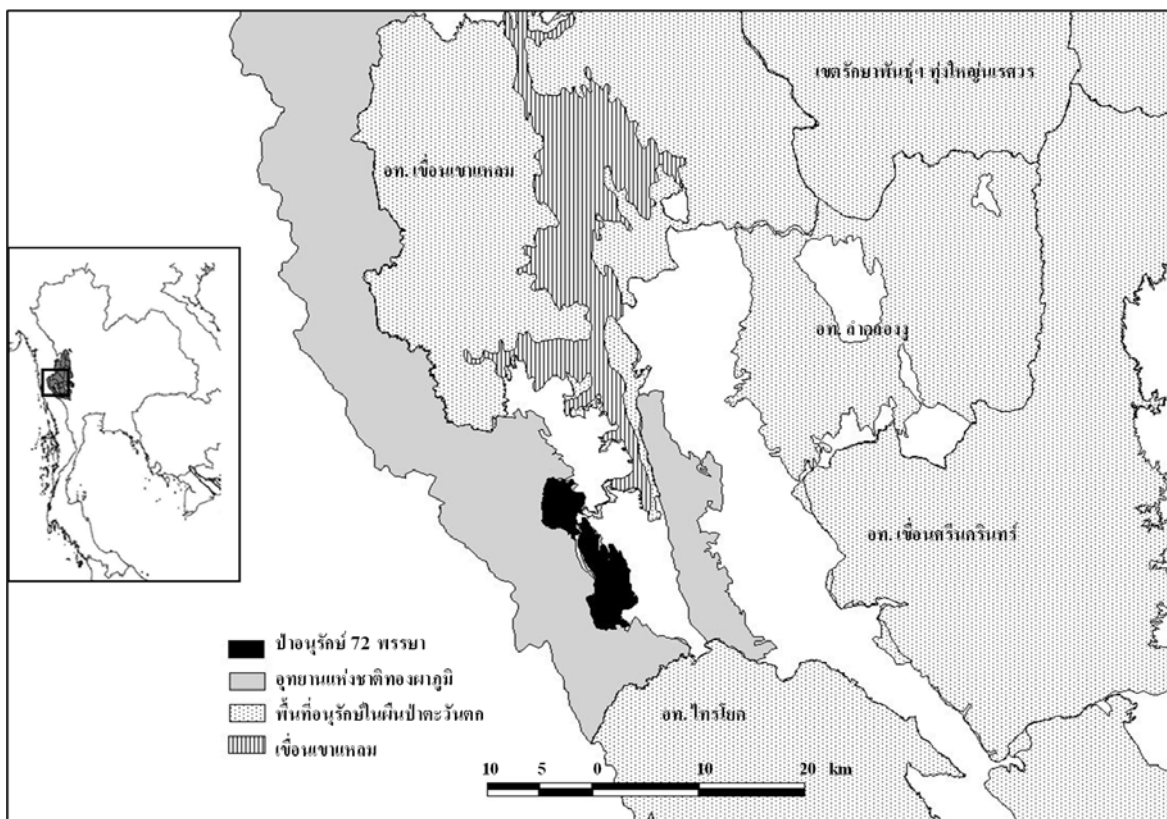 เขตรักษาพันธุ์ฯ ทุ่งใหญ่นเรศวร
อท. เขื่อนเขาแหลม
อท. ลำคลองงู
อท. เขื่อนศรีนครินทร์
ป่าอนุรักษ์ 72 พรรษา
อุทยานแห่งชาติทองผาภูมิ
พื้นที่อนุรักษ์ในผืนป่าตะวันตก
เขื่อนเขาแหลม
อท. ไทรโยค
10 5 0 10 20 km